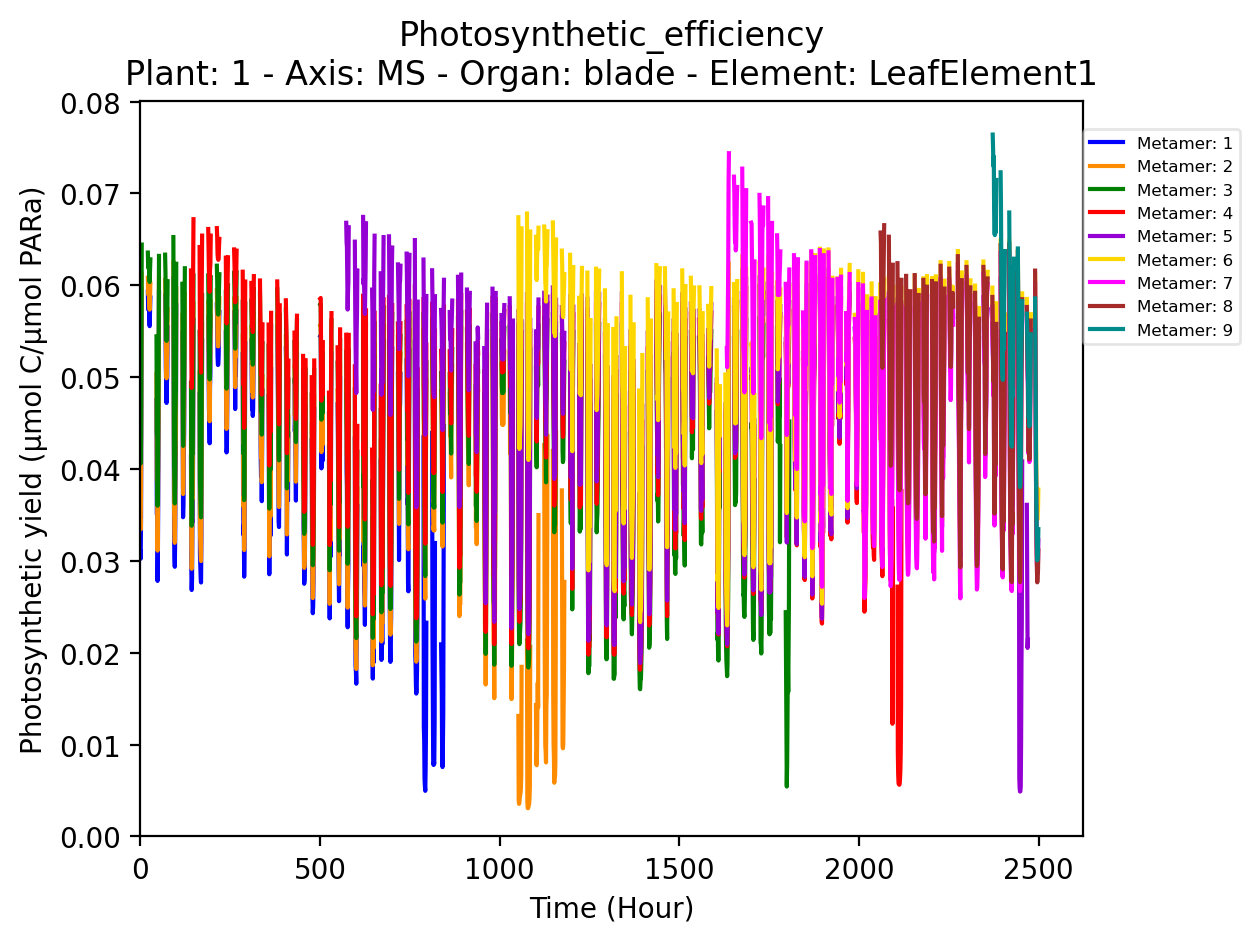 Photosynthetic_efficiency
Plant: 1 - Axis: MS - Organ: blade - Element: LeafElement1
Photosynthetic yield (µmol C/µmol PARa)
0.08
0.07
0.06
0.05
0.04
0.03
0.02
0.01
0.00
0
500
1000
1500
2000
2500
Time (Hour)
Metamer: 1
Metamer: 2
Metamer: 3
Metamer: 4
Metamer: 5
Metamer: 6
Metamer: 7
Metamer: 8
Metamer: 9